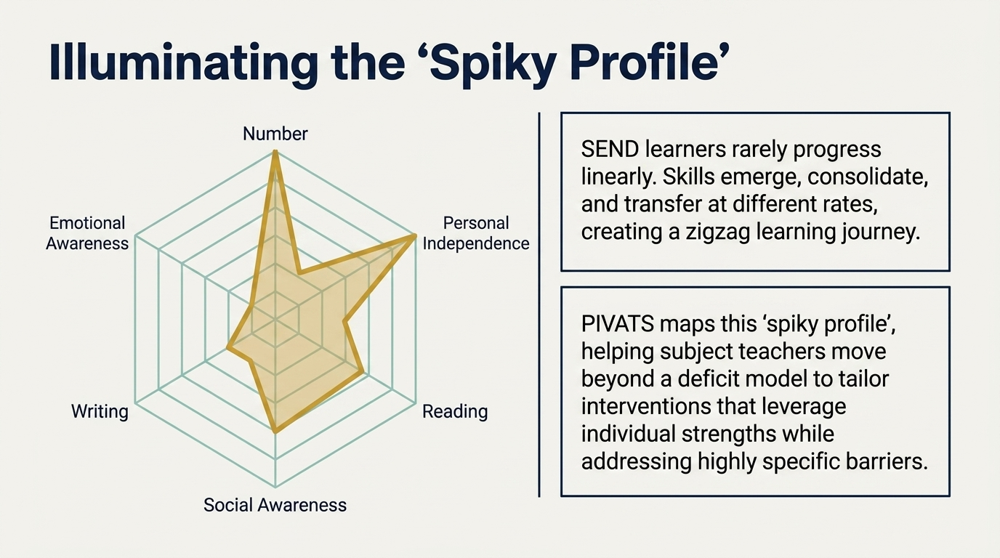 Illuminating the ‘Spiky Profile’
Number
Emotional
Awareness
Personal
Independence
Writing
Reading
Social Awareness
SEND learners rarely progress
linearly. Skills emerge, consolidate,
and transfer at different rates,
creating a zigzag learning journey.
PIVATS maps this ‘spiky profile’,
helping subject teachers move
beyond a deficit model to tailor
interventions that leverage
individual strengths while
addressing highly specific barriers.